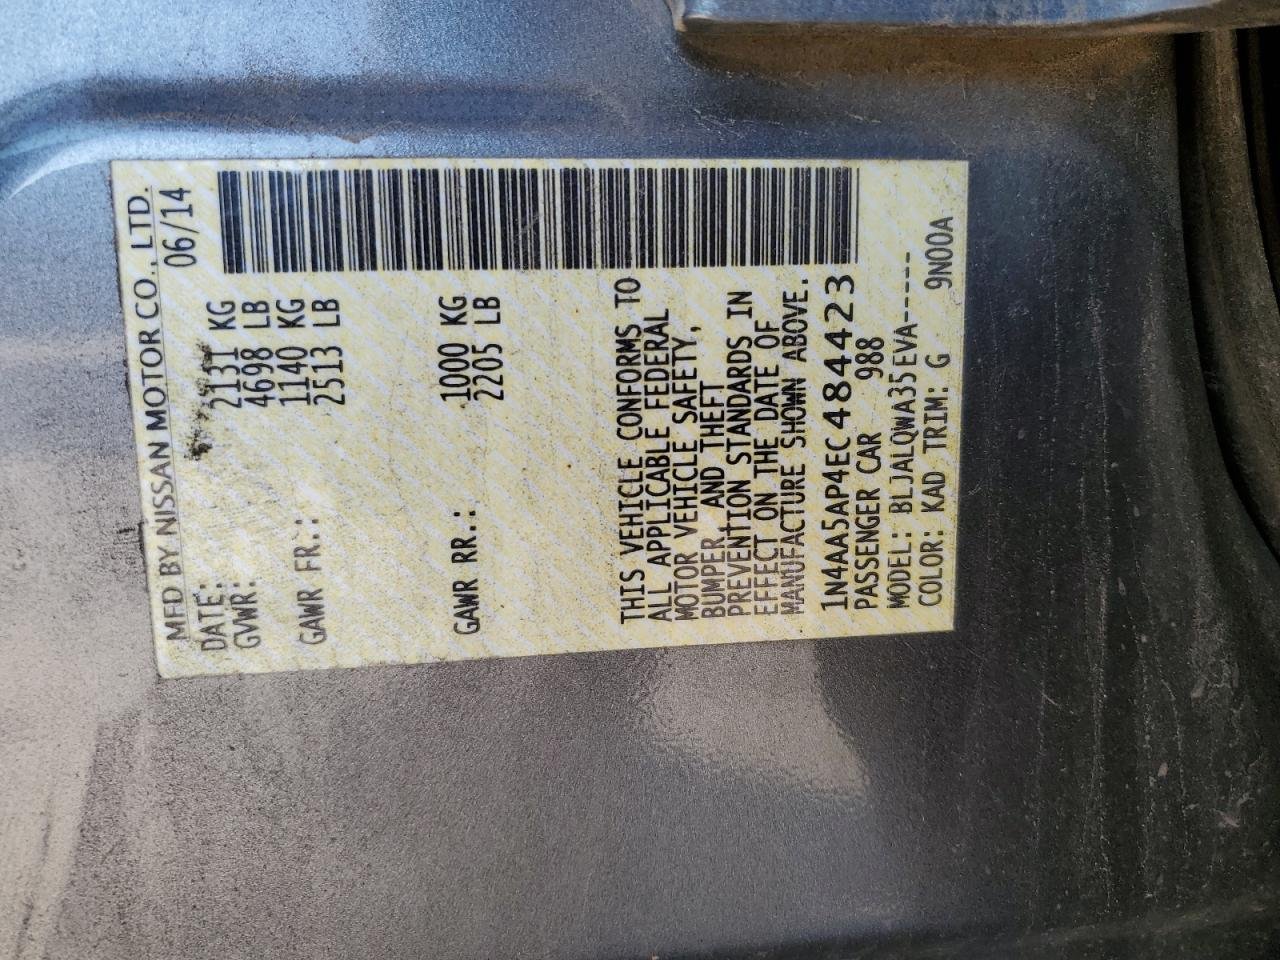 MFD BY NISSAN MOTOR CO., LTD.
DATE: 06/14
GVWR: 2131 KG
4698 LB
GAWR FR.: 1140 KG
2513 LB
GAWR RR.: 1000 KG
2205 LB
THIS VEHICLE CONFORMS TO
ALL APPLICABLE FEDERAL
MOTOR VEHICLE SAFETY,
BUMPER, AND THEFT
PREVENTION STANDARDS IN
EFFECT ON THE DATE OF
MANUFACTURE SHOWN ABOVE.
1N4AA5AP4EC484423
PASSENGER CAR 988
MODEL: BLJALQWA35EVA-----
COLOR: KAD TRIM: G 9N00A